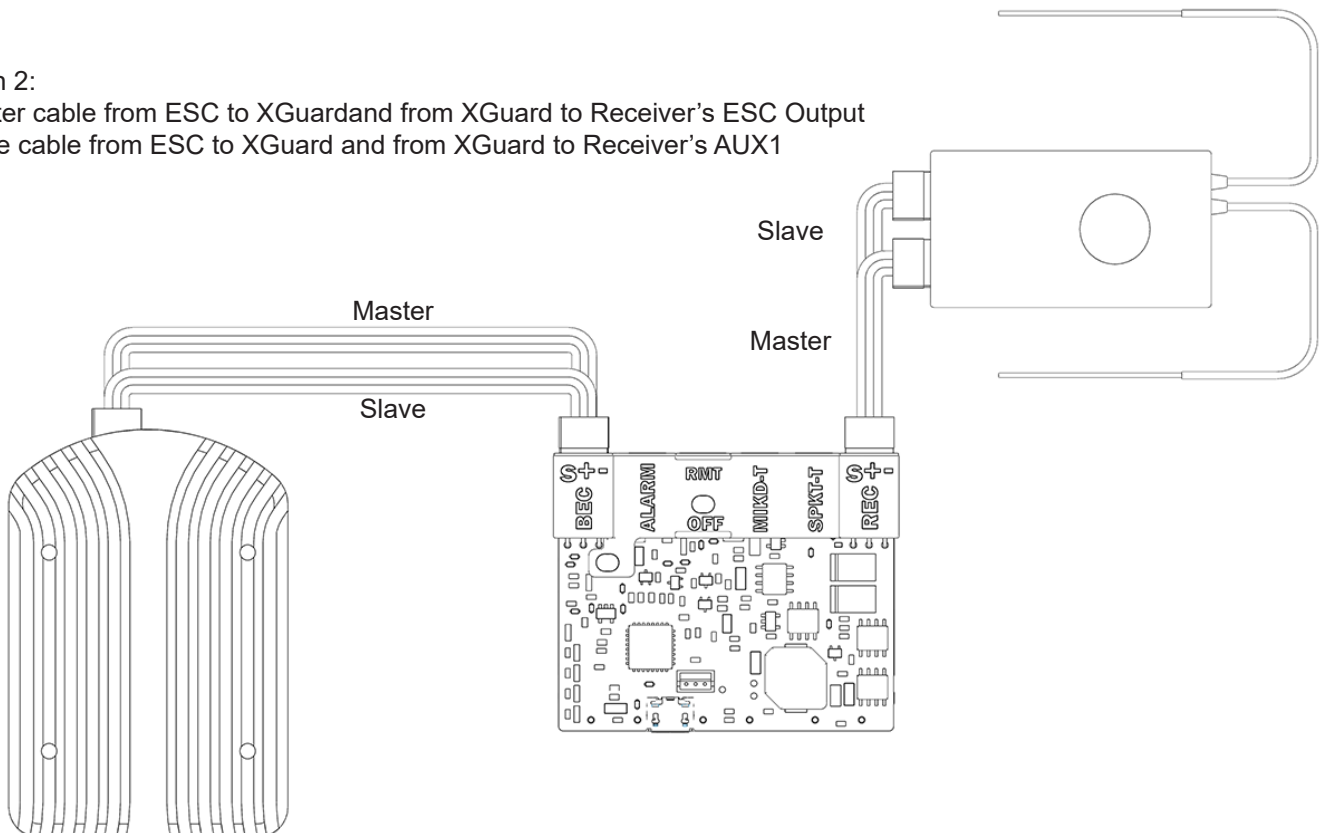 n 2:
ter cable from ESC to XGuardand from XGuard to Receiver’s ESC Output
e cable from ESC to XGuard and from XGuard to Receiver’s AUX1
Slave
Master
Master
Slave
S+-
BEC
ALARM
RMT
OFF
MIKD-T
SPKT-T
S+-
REC